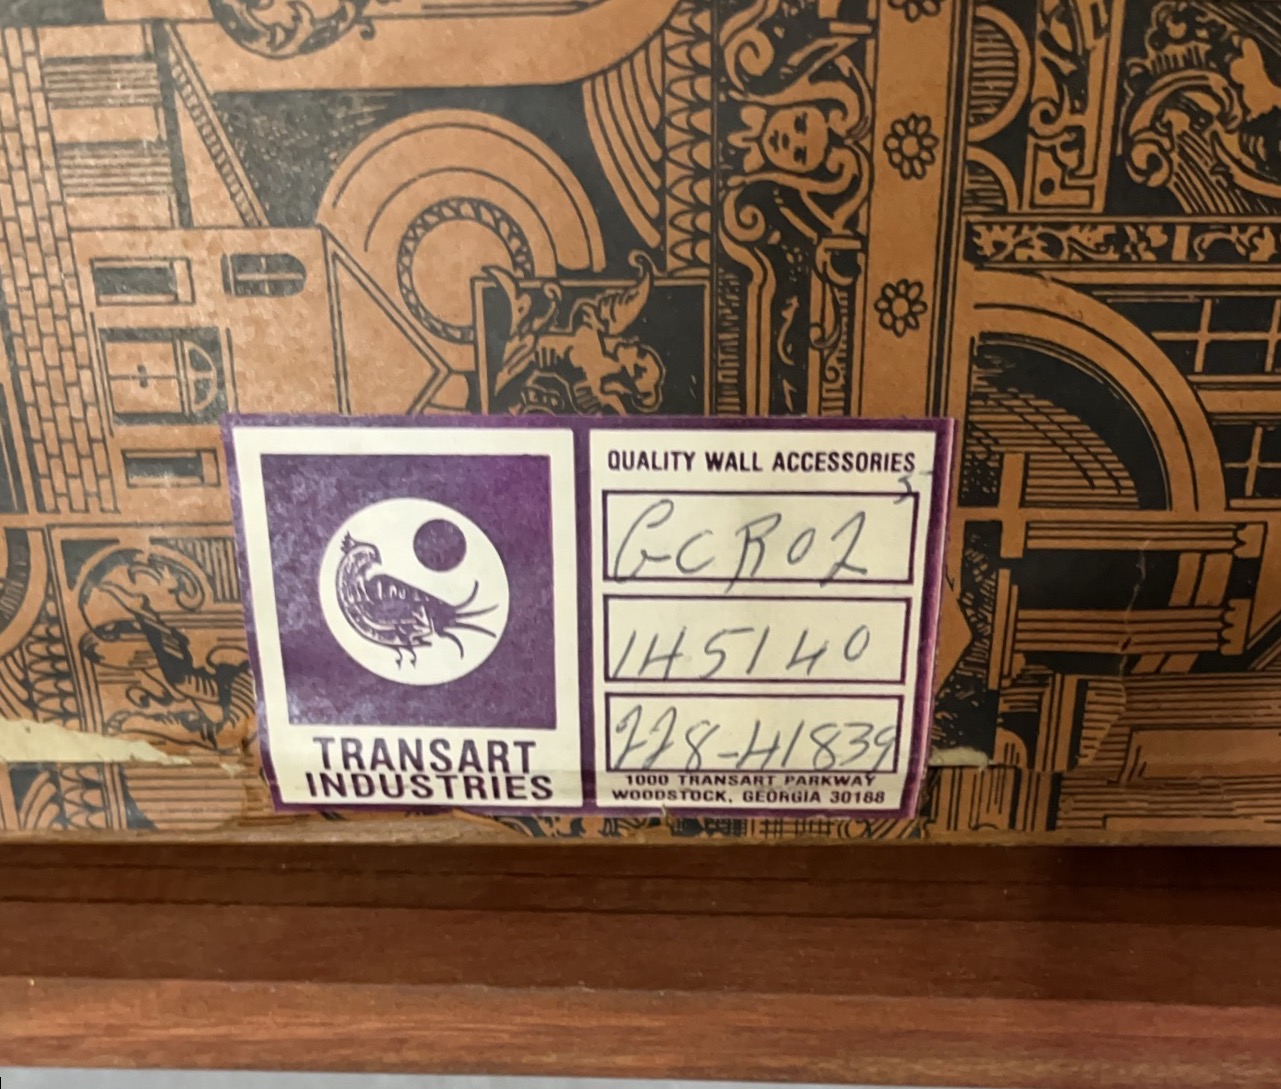 QUALITY WALL ACCESSORIES
GCR02
145140
228-41839
TRANSART
INDUSTRIES
1000 TRANSART PARKWAY
WOODSTOCK, GEORGIA 30188